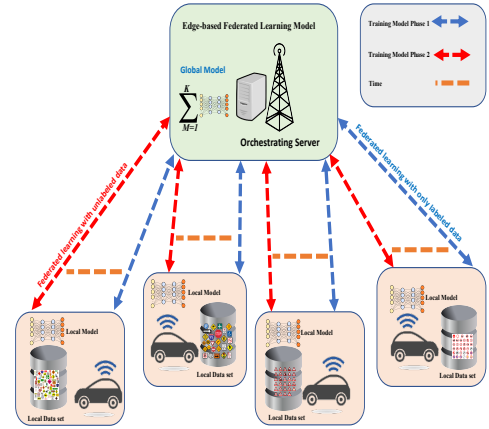 Edge-based Federated Learning Model
Global Model
K
∑
M=1
Orchestrating Server
Training Model Phase 1
Training Model Phase 2
Time
Federated learning with unlabeled data
Federated learning with only labeled data
Local Model
Local Data set
Local Model
Local Data set
Local Model
Local Data set
Local Model
Local Data set